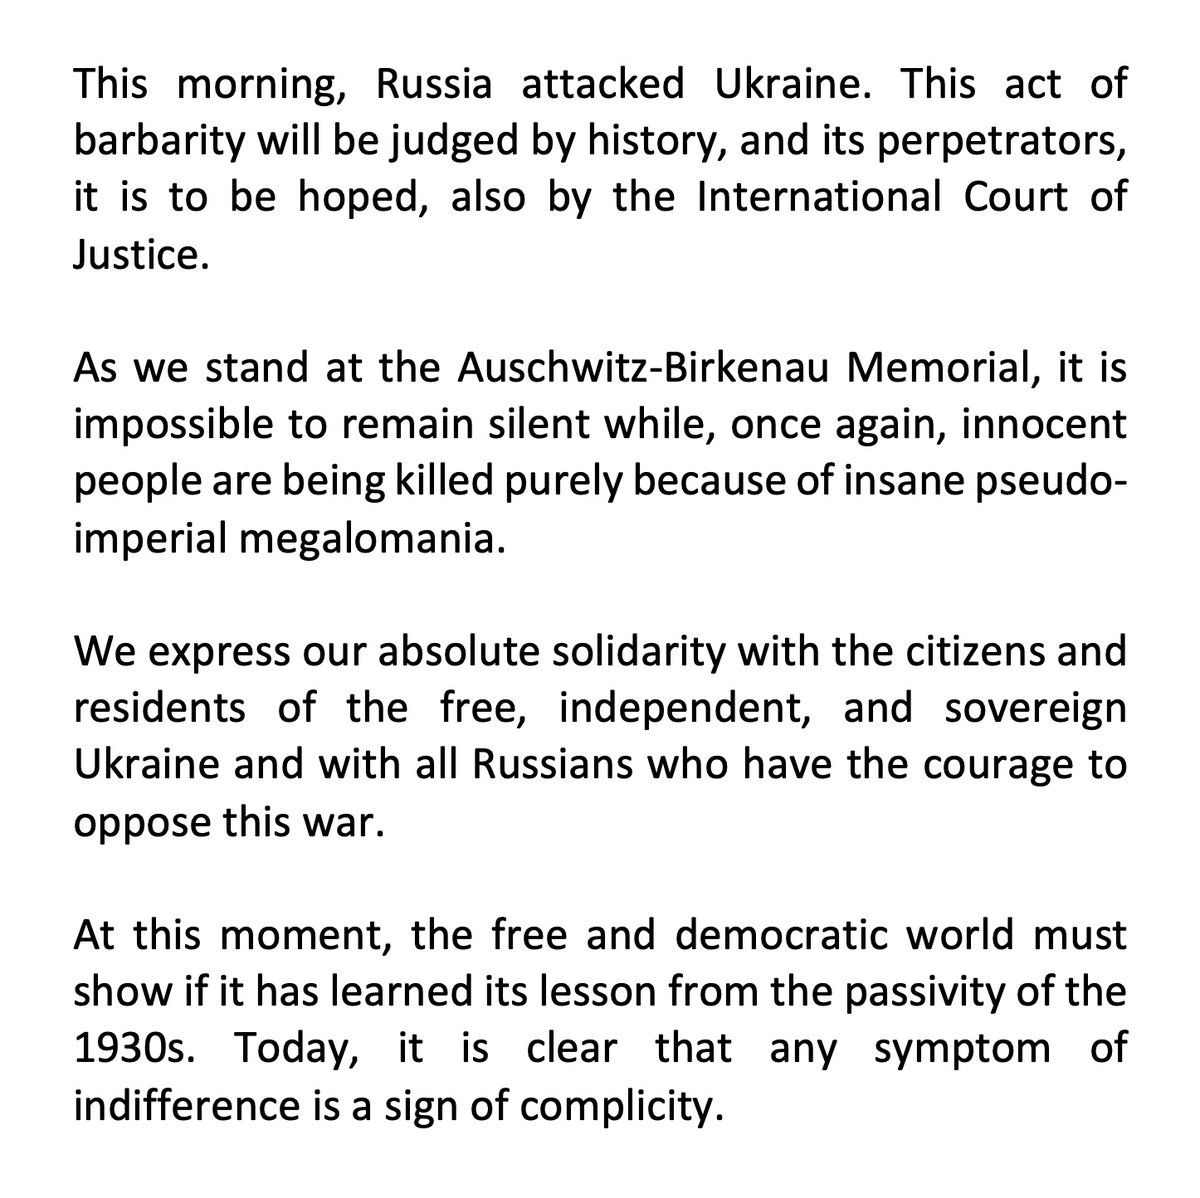 This morning, Russia attacked Ukraine. This act of
barbarity will be judged by history, and its perpetrators,
it is to be hoped, also by the International Court of
Justice.
As we stand at the Auschwitz-Birkenau Memorial, it is
impossible to remain silent while, once again, innocent
people are being killed purely because of insane pseudo-
imperial megalomania.
We express our absolute solidarity with the citizens and
residents of the free, independent, and sovereign
Ukraine and with all Russians who have the courage to
oppose this war.
At this moment, the free and democratic world must
show if it has learned its lesson from the passivity of the
1930s. Today, it is clear that any symptom of
indifference is a sign of complicity.